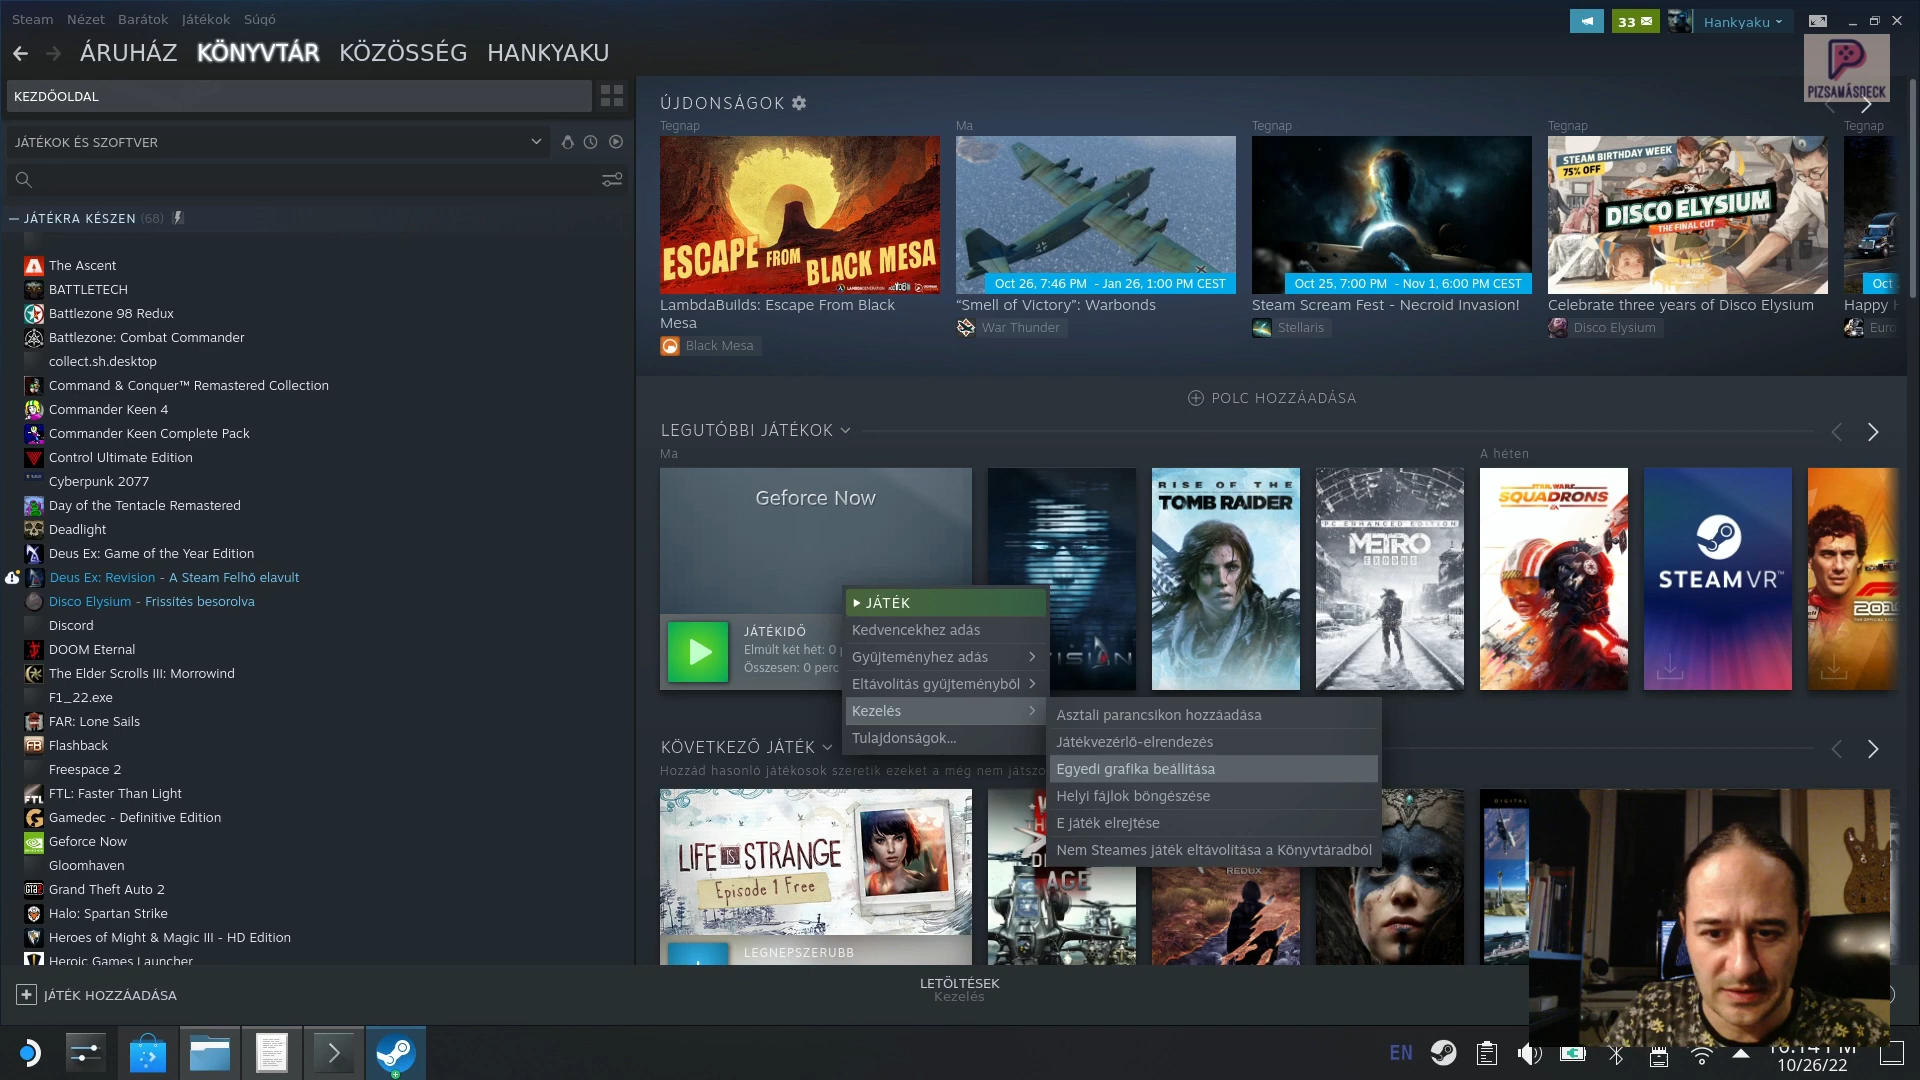 Steam Nézet Barátok Játékok Súgó
33 Hankyaku
ÁRUHÁZ KÖNYVTÁR KÖZÖSSÉG HANKYAKU
PIZSAMÁSDECK
KEZDŐOLDAL
JÁTÉKOK ÉS SZOFTVER
JÁTÉKRA KÉSZEN (68)
The Ascent
BATTLETECH
Battlezone 98 Redux
Battlezone: Combat Commander
collect.sh.desktop
Command & Conquer™ Remastered Collection
Commander Keen 4
Commander Keen Complete Pack
Control Ultimate Edition
Cyberpunk 2077
Day of the Tentacle Remastered
Deadlight
Deus Ex: Game of the Year Edition
Deus Ex: Revision - A Steam Felhő elavult
Disco Elysium - Frissítés besorolva
Discord
DOOM Eternal
The Elder Scrolls III: Morrowind
F1_22.exe
FAR: Lone Sails
Flashback
Freespace 2
FTL: Faster Than Light
Gamedec - Definitive Edition
Geforce Now
Gloomhaven
Grand Theft Auto 2
Halo: Spartan Strike
Heroes of Might & Magic III - HD Edition
Heroic Games Launcher
JÁTÉK HOZZÁADÁSA
ÚJDONSÁGOK
Tegnap
ESCAPE FROM BLACK MESA
LambdaBuilds: Escape From Black
Mesa
Black Mesa
Ma
Oct 26, 7:46 PM - Jan 26, 1:00 PM CEST
“Smell of Victory”: Warbonds
War Thunder
Tegnap
Oct 25, 7:00 PM - Nov 1, 6:00 PM CEST
Steam Scream Fest - Necroid Invasion!
Stellaris
Tegnap
STEAM BIRTHDAY WEEK
75% OFF
DISCO ELYSIUM
THE FINAL CUT
Celebrate three years of Disco Elysium
Disco Elysium
Tegnap
Oct
Happy
Euro
POLC HOZZÁADÁSA
LEGUTÓBBI JÁTÉKOK
Ma
A héten
Geforce Now
JÁTÉKIDŐ
Elmúlt két hét: 0
Összesen: 0 perc
RISE OF THE
TOMB RAIDER
PC ENHANCED EDITION
METRO
EXODUS
STAR WARS
SQUADRONS
STEAMVR™
JÁTÉK
Kedvencekhez adás
Gyűjteményhez adás
Eltávolítás gyűjteményből
Kezelés
Tulajdonságok...
Asztali parancsikon hozzáadása
Játékvezérlő-elrendezés
Egyedi grafika beállítása
Helyi fájlok böngészése
E játék elrejtése
Nem Steames játék eltávolítása a Könyvtáradból
KÖVETKEZŐ JÁTÉK
Hozzád hasonló játékosok szeretik ezeket a még nem játszo
LIFE IS STRANGE
Episode 1 Free
LEGNÉPSZERŰBB
REDUX
DIGITAL
LETÖLTÉSEK
Kezelés
EN
10/26/22